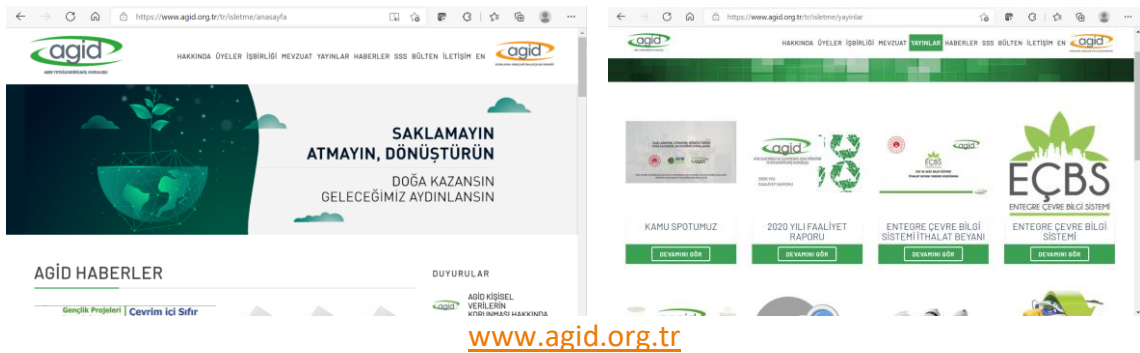 https://www.agid.org.tr/tr/isletme/anasayfa
agid
HAKKINDA ÜYELER İŞBİRLİĞİ MEVZUAT YAYINLAR HABERLER SSS BÜLTEN İLETİŞİM EN
agid
SAKLAMAYIN
ATMAYIN, DÖNÜŞTÜRÜN
DOĞA KAZANSIN
GELECEĞİMİZ AYDINLANSIN
AGİD HABERLER
DUYURULAR
Gençlik Projeleri | Çevrim içi Sıfır
agid
AGİD KİŞİSEL
VERİLERİN
KORUNMASI HAKKINDA
https://www.agid.org.tr/tr/isletme/yayinlar
agid
HAKKINDA ÜYELER İŞBİRLİĞİ MEVZUAT YAYINLAR HABERLER SSS BÜLTEN İLETİŞİM EN
agid
agid
2020 YILI
FAALİYET RAPORU
EÇBS
agid
EÇBS
ENTEGRE ÇEVRE BİLGİ SİSTEMİ
KAMU SPOTUMUZ
DEVAMINI GÖR
2020 YILI FAALİYET
RAPORU
DEVAMINI GÖR
ENTEGRE ÇEVRE BİLGİ
SİSTEMİ İTHALAT BEYANI
DEVAMINI GÖR
ENTEGRE ÇEVRE BİLGİ
SİSTEMİ
DEVAMINI GÖR
agid
www.agid.org.tr